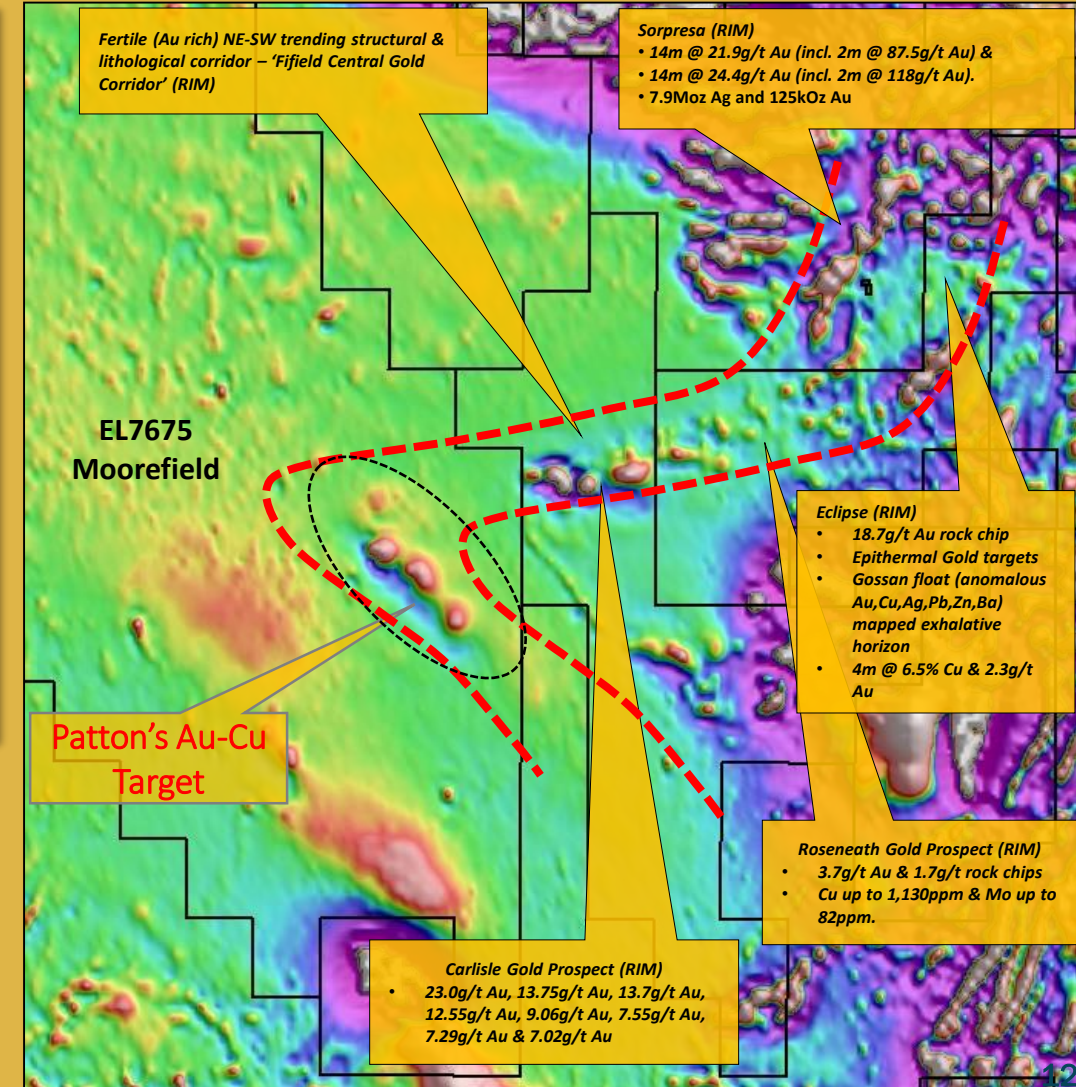 Fertile (Au rich) NE-SW trending structural &
lithological corridor – ‘Fifield Central Gold
Corridor’ (RIM)
Sorpresa (RIM)
• 14m @ 21.9g/t Au (incl. 2m @ 87.5g/t Au) &
• 14m @ 24.4g/t Au (incl. 2m @ 118g/t Au).
• 7.9Moz Ag and 125kOz Au
EL7675
Moorefield
Eclipse (RIM)
• 18.7g/t Au rock chip
• Epithermal Gold targets
• Gossan float (anomalous
Au,Cu,Ag,Pb,Zn,Ba)
mapped exhalative
horizon
• 4m @ 6.5% Cu & 2.3g/t
Au
Patton’s Au-Cu
Target
Roseneath Gold Prospect (RIM)
• 3.7g/t Au & 1.7g/t rock chips
• Cu up to 1,130ppm & Mo up to
82ppm.
Carlisle Gold Prospect (RIM)
• 23.0g/t Au, 13.75g/t Au, 13.7g/t Au,
12.55g/t Au, 9.06g/t Au, 7.55g/t Au,
7.29g/t Au & 7.02g/t Au
12